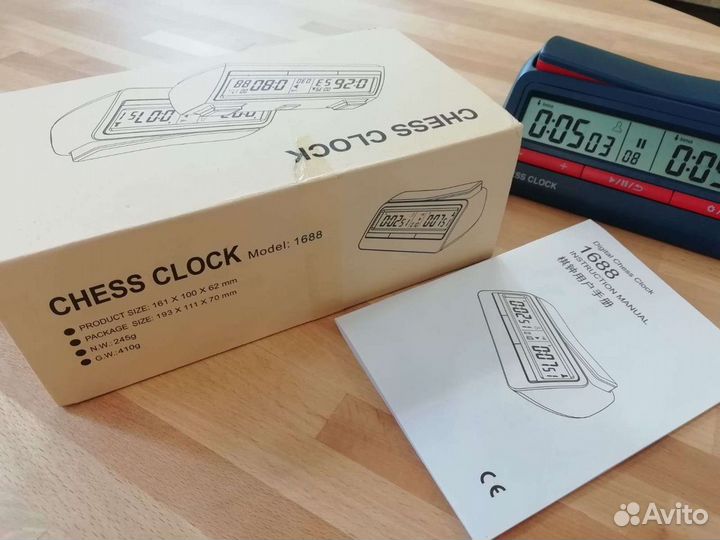 CHESS CLOCK
CHESS CLOCK Model: 1688
PRODUCT SIZE: 161 X 100 X 62 mm
PACKAGE SIZE: 193 X 111 X 70 mm
N.W.: 245g
G.W.: 410g
0:05 03
08
CHESS CLOCK
Digital Chess Clock
1688
INSTRUCTION MANUAL
棋钟用户手册
CE
Avito